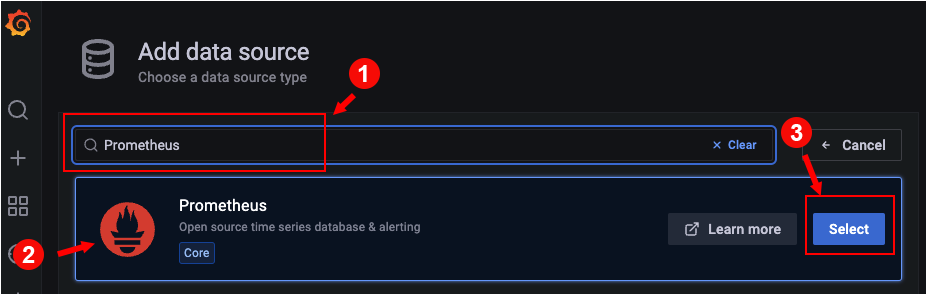 Add data source
Choose a data source type
1
Prometheus
Clear
3
Cancel
Prometheus
Open source time series database & alerting
Core
Learn more
Select
2